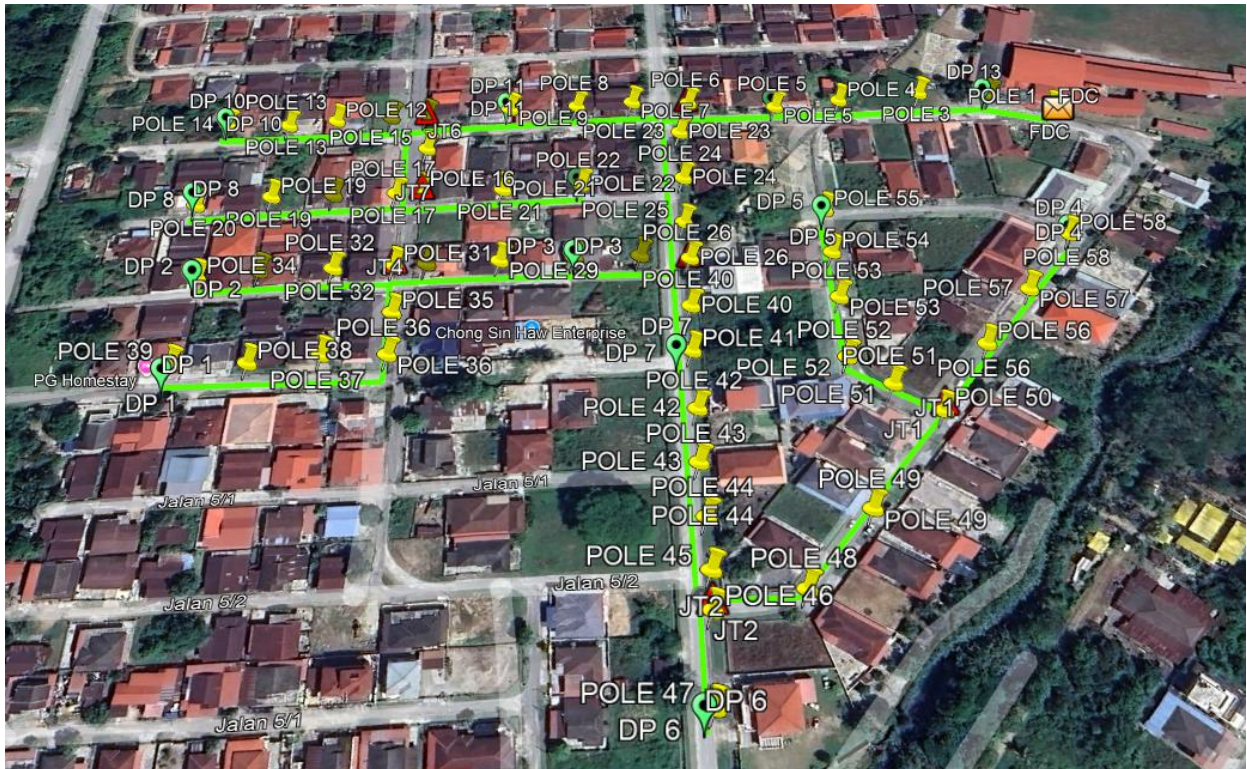 DP 13
DP 11
POLE 8
POLE 6
POLE 5
POLE 4
POLE 1
FDC
DP 10
POLE 13
POLE 12
DP 11
POLE 9
POLE 7
POLE 5
POLE 3
FDC
POLE 14
DP 10
POLE 15
JT6
POLE 23
POLE 23
POLE 13
POLE 17
POLE 22
POLE 24
DP 8
DP 8
POLE 19
POLE 16
POLE 22
POLE 24
DP 5
POLE 55
DP 4
POLE 58
POLE 20
POLE 19
POLE 17
POLE 21
POLE 25
DP 5
DP 4
POLE 32
POLE 26
POLE 54
POLE 58
DP 2
POLE 34
JT4
POLE 31
DP 3
DP 3
POLE 26
POLE 53
DP 2
POLE 32
POLE 29
POLE 40
POLE 57
POLE 57
POLE 35
POLE 40
POLE 53
POLE 36
Chong Sin Haw Enterprise
DP 7
POLE 41
POLE 52
POLE 56
POLE 39
DP 1
POLE 38
POLE 36
DP 7
POLE 52
POLE 51
POLE 56
PG Homestay
POLE 37
POLE 42
POLE 51
POLE 50
DP 1
POLE 42
JT1
JT1
POLE 43
POLE 43
Jalan 5/1
Jalan 5/1
POLE 44
POLE 49
POLE 44
POLE 49
POLE 45
POLE 48
Jalan 5/2
Jalan 5/2
JT2
POLE 46
JT2
POLE 47
DP 6
DP 6
Jalan 5/1